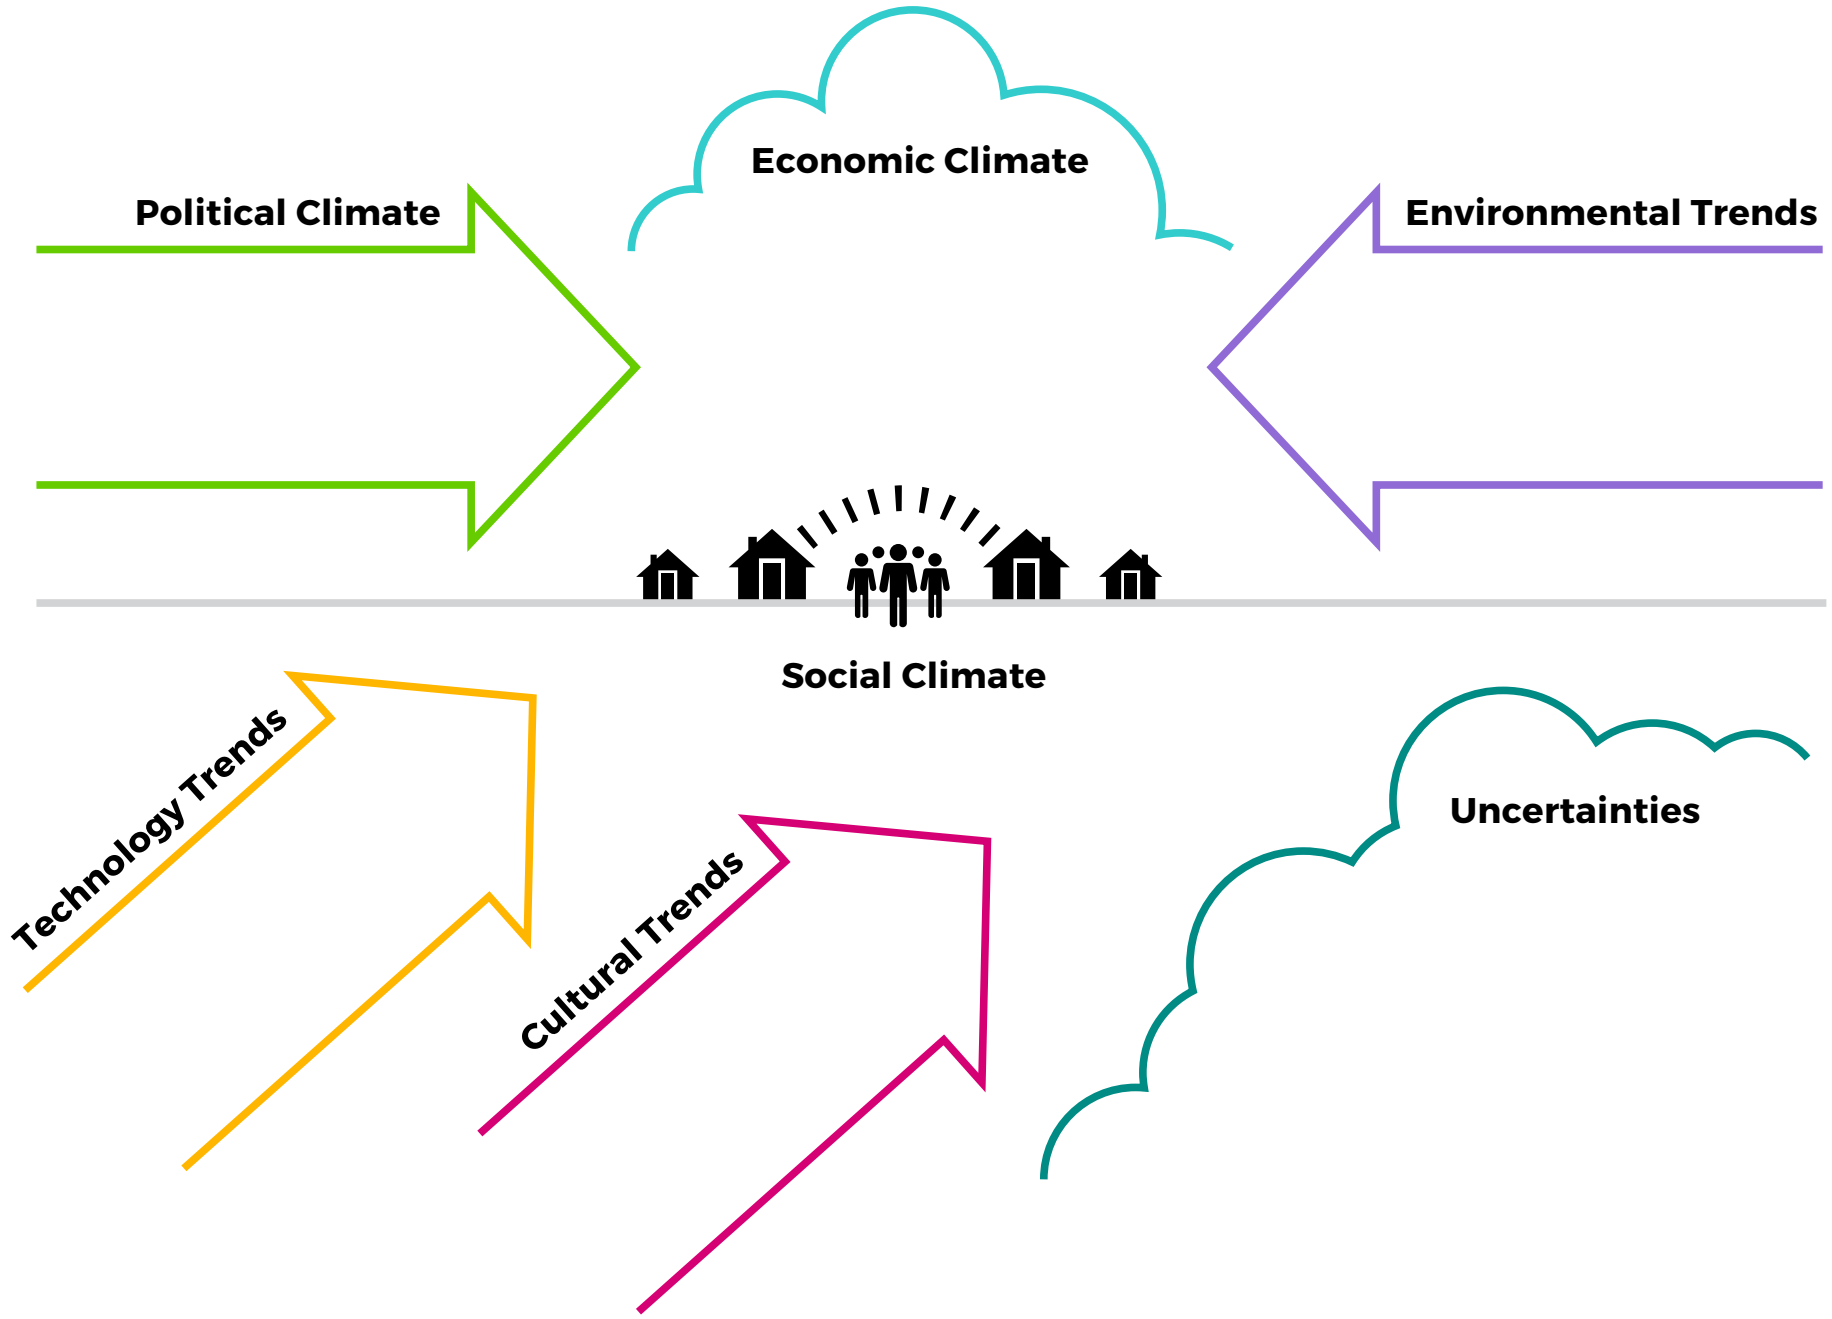 Economic Climate
Political Climate
Environmental Trends
Social Climate
Technology Trends
Cultural Trends
Uncertainties